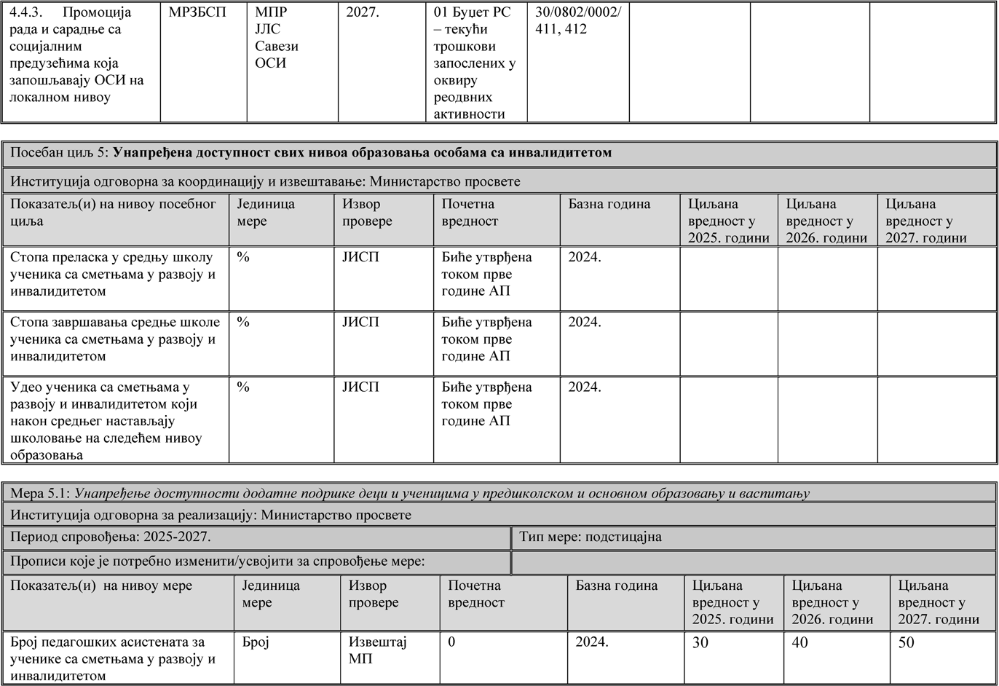 4.4.3. Промоција
рада и сарадње са
социјалним
предузећима која
запошљавају ОСИ на
локалном нивоу
МРЗБСП
МПР
ЈЛС
Савези
ОСИ
2027.
01 Буџет РС
– текући
трошкови
запослених у
оквиру
реодвних
активности
30/0802/0002/
411, 412
Посебан циљ 5: Унапређена доступност свих нивоа образовања особама са инвалидитетом
Институција одговорна за координацију и извештавање: Министарство просвете
Показатељ(и) на нивоу посебног
циља
Јединица
мере
Извор
провере
Почетна
вредност
Базна година
Циљана
вредност у
2025. години
Циљана
вредност у
2026. години
Циљана
вредност у
2027. години
Стопа преласка у средњу школу
ученика са сметњама у развоју и
инвалидитетом
%
ЈИСП
Биће утврђена
током прве
године АП
2024.
Стопа завршавања средње школе
ученика са сметњама у развоју и
инвалидитетом
%
ЈИСП
Биће утврђена
током прве
године АП
2024.
Удео ученика са сметњама у
развоју и инвалидитетом који
након средњег настављају
школовање на следећем нивоу
образовања
%
ЈИСП
Биће утврђена
током прве
године АП
2024.
Мера 5.1: Унапређење доступности додатне подршке деци и ученицима у предшколском и основном образовању и васпитању
Институција одговорна за реализацију: Министарство просвете
Период спровођења: 2025-2027.
Тип мере: подстицајна
Прописи које је потребно изменити/усвојити за спровођење мере:
Показатељ(и) на нивоу мере
Јединица
мере
Извор
провере
Почетна
вредност
Базна година
Циљана
вредност у
2025. години
Циљана
вредност у
2026. години
Циљана
вредност у
2027. години
Број педагошких асистената за
ученике са сметњама у развоју и
инвалидитетом
Број
Извештај
МП
0
2024.
30
40
50